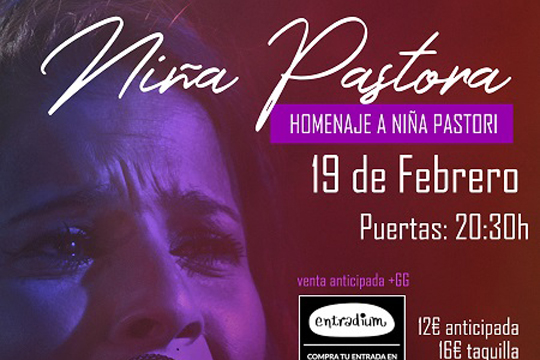 Niña Pastora
HOMENAJE A NIÑA PASTORI
19 de Febrero
Puertas: 20:30h
venta anticipada +GG
entradium
COMPRA TU ENTRADA EN
12€ anticipada
16€ taquilla